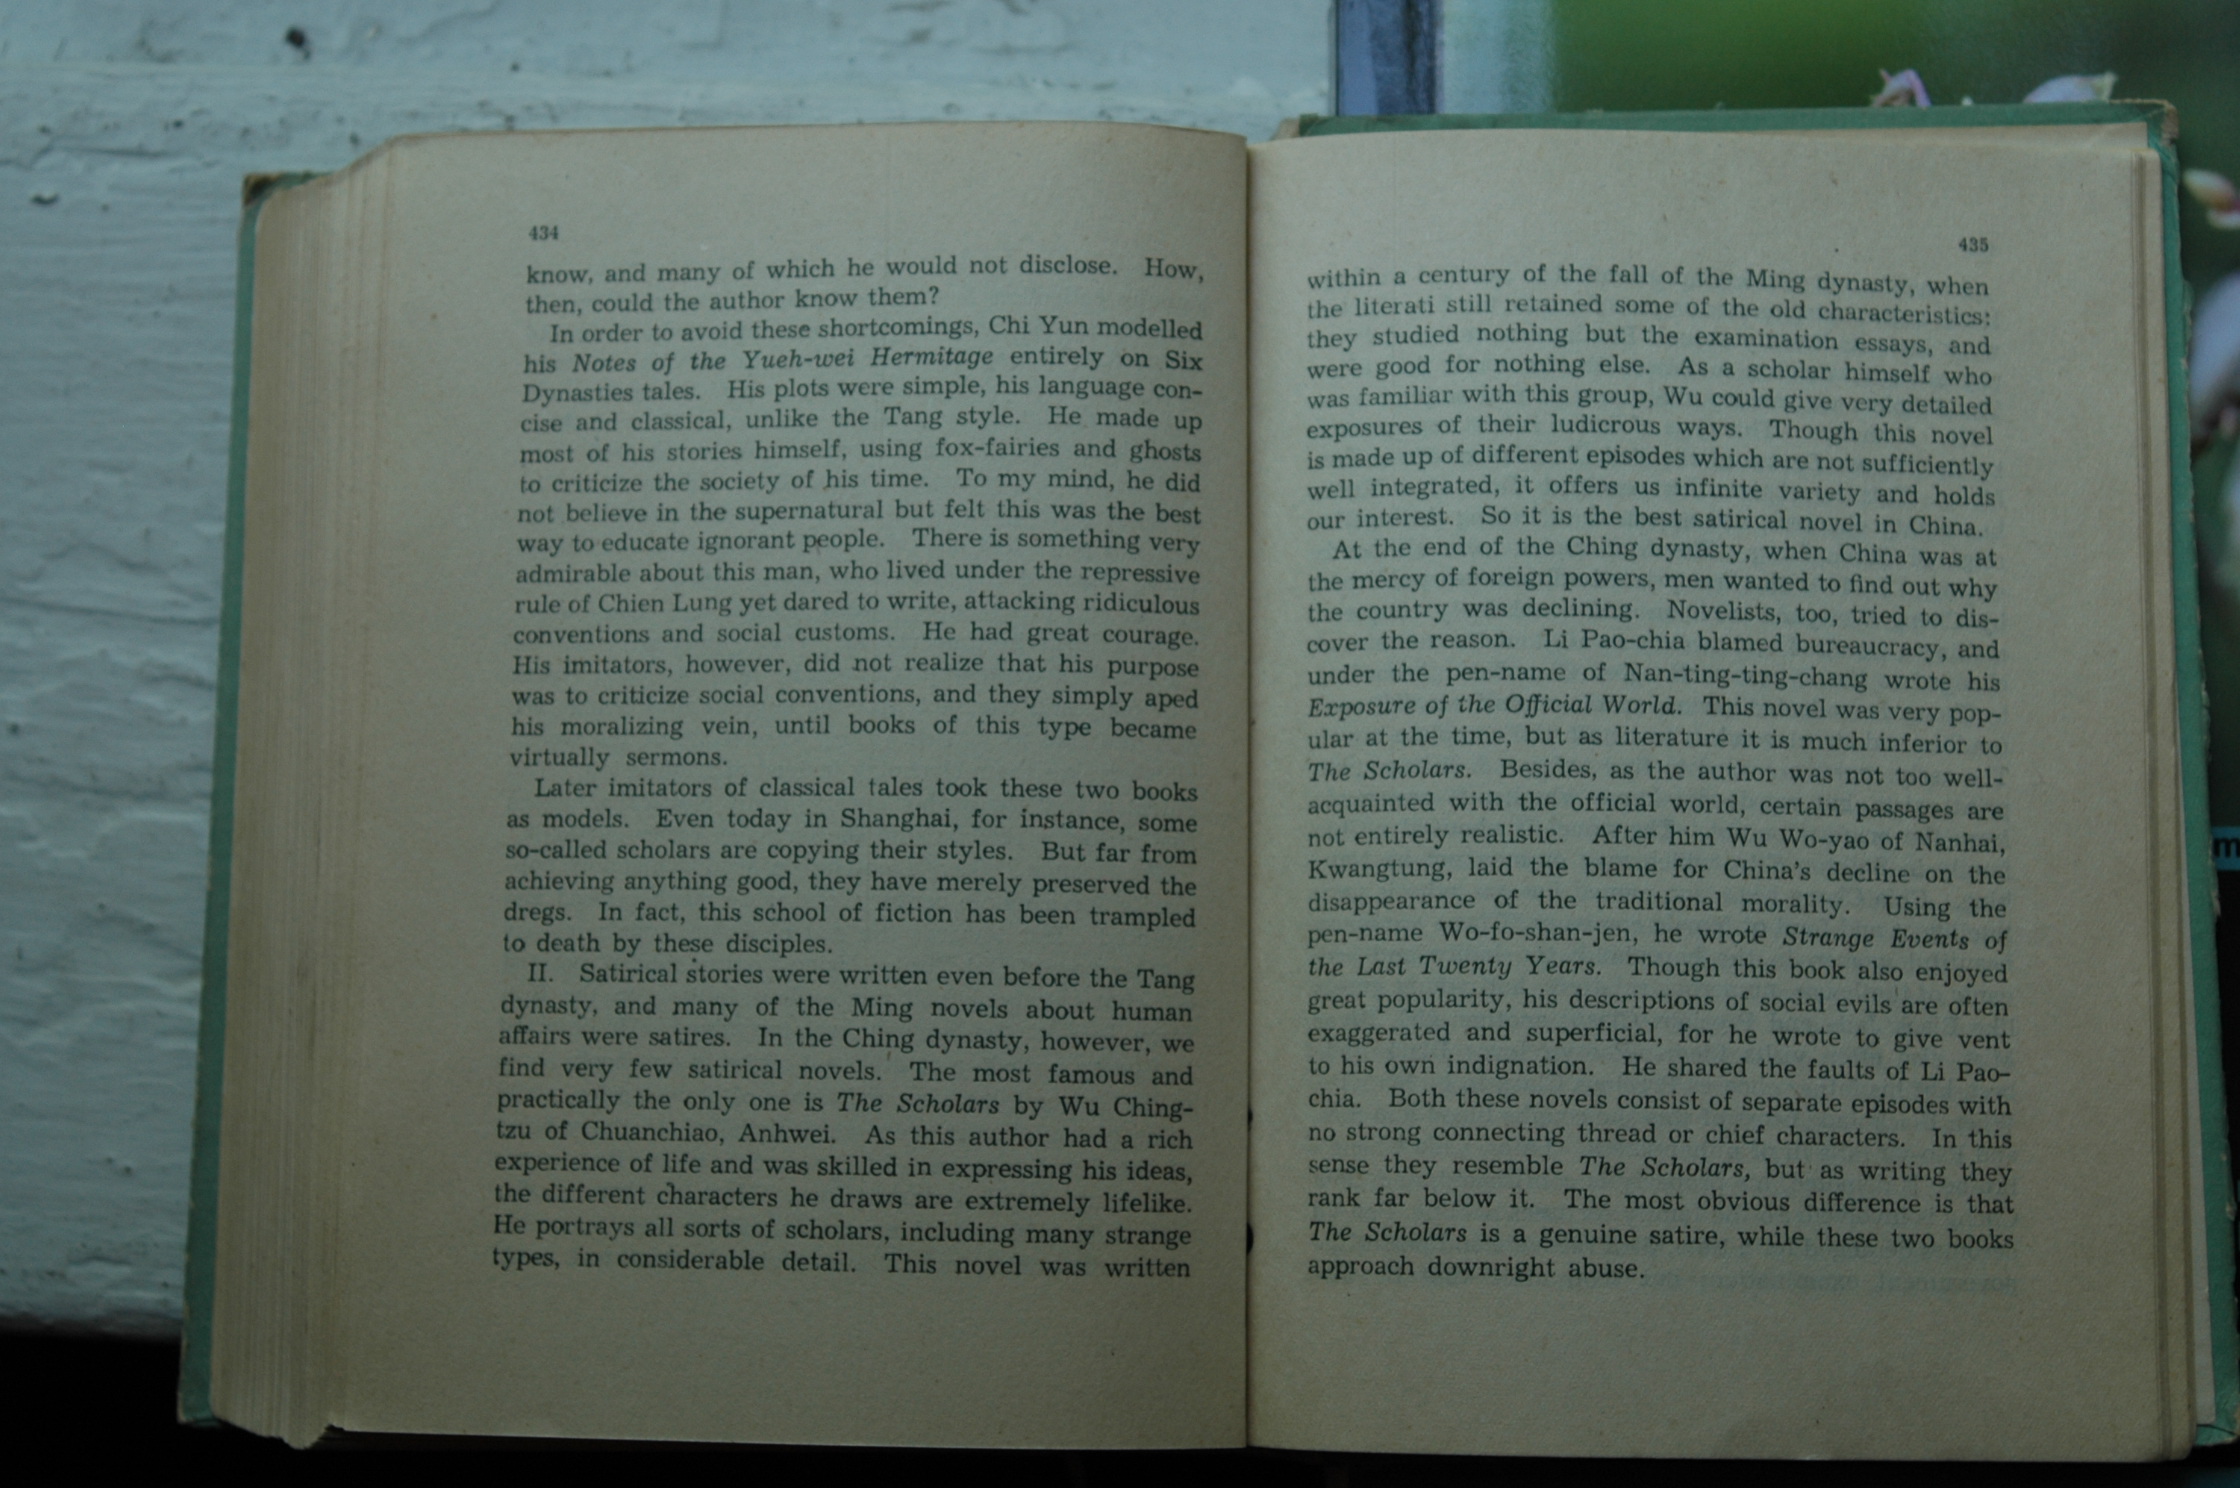 434
know, and many of which he would not disclose. How,
then, could the author know them?
In order to avoid these shortcomings, Chi Yun modelled
his Notes of the Yueh-wei Hermitage entirely on Six
Dynasties tales. His plots were simple, his language con-
cise and classical, unlike the Tang style. He made up
most of his stories himself, using fox-fairies and ghosts
to criticize the society of his time. To my mind, he did
not believe in the supernatural but felt this was the best
way to educate ignorant people. There is something very
admirable about this man, who lived under the repressive
rule of Chien Lung yet dared to write, attacking ridiculous
conventions and social customs. He had great courage.
His imitators, however, did not realize that his purpose
was to criticize social conventions, and they simply aped
his moralizing vein, until books of this type became
virtually sermons.
Later imitators of classical tales took these two books
as models. Even today in Shanghai, for instance, some
so-called scholars are copying their styles. But far from
achieving anything good, they have merely preserved the
dregs. In fact, this school of fiction has been trampled
to death by these disciples.
II. Satirical stories were written even before the Tang
dynasty, and many of the Ming novels about human
affairs were satires. In the Ching dynasty, however, we
find very few satirical novels. The most famous and
practically the only one is The Scholars by Wu Ching-
tzu of Chuanchiao, Anhwei. As this author had a rich
experience of life and was skilled in expressing his ideas,
the different characters he draws are extremely lifelike.
He portrays all sorts of scholars, including many strange
types, in considerable detail. This novel was written
435
within a century of the fall of the Ming dynasty, when
the literati still retained some of the old characteristics;
they studied nothing but the examination essays, and
were good for nothing else. As a scholar himself who
was familiar with this group, Wu could give very detailed
exposures of their ludicrous ways. Though this novel
is made up of different episodes which are not sufficiently
well integrated, it offers us infinite variety and holds
our interest. So it is the best satirical novel in China.
At the end of the Ching dynasty, when China was at
the mercy of foreign powers, men wanted to find out why
the country was declining. Novelists, too, tried to dis-
cover the reason. Li Pao-chia blamed bureaucracy, and
under the pen-name of Nan-ting-ting-chang wrote his
Exposure of the Official World. This novel was very pop-
ular at the time, but as literature it is much inferior to
The Scholars. Besides, as the author was not too well-
acquainted with the official world, certain passages are
not entirely realistic. After him Wu Wo-yao of Nanhai,
Kwangtung, laid the blame for China's decline on the
disappearance of the traditional morality. Using the
pen-name Wo-fo-shan-jen, he wrote Strange Events of
the Last Twenty Years. Though this book also enjoyed
great popularity, his descriptions of social evils are often
exaggerated and superficial, for he wrote to give vent
to his own indignation. He shared the faults of Li Pao-
chia. Both these novels consist of separate episodes with
no strong connecting thread or chief characters. In this
sense they resemble The Scholars, but as writing they
rank far below it. The most obvious difference is that
The Scholars is a genuine satire, while these two books
approach downright abuse.